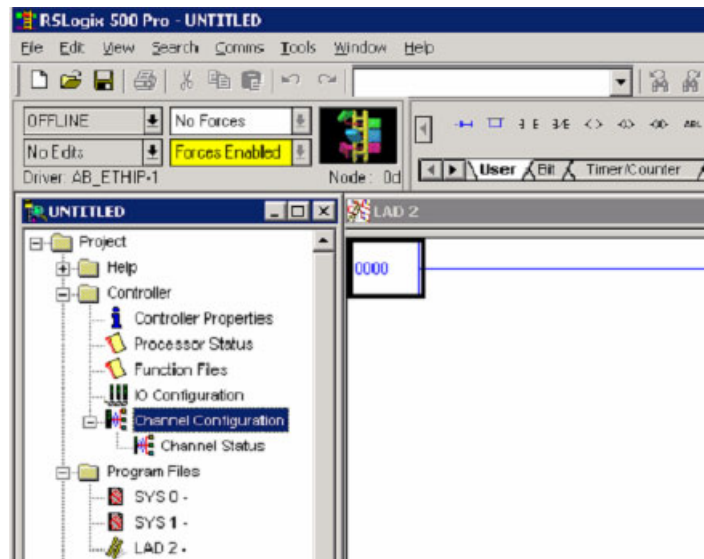 RSLogix 500 Pro - UNTITLED
File Edit View Search Comms Tools Window Help
OFFLINE No Forces
No Edits Forces Enabled
Driver: AB_ETHIP-1 Node: 0d
ABL
User Bit Timer/Counter
UNTITLED
LAD 2
Project
Help
Controller
Controller Properties
Processor Status
Function Files
IO Configuration
Channel Configuration
Channel Status
Program Files
SYS 0 -
SYS 1 -
LAD 2 -
0000